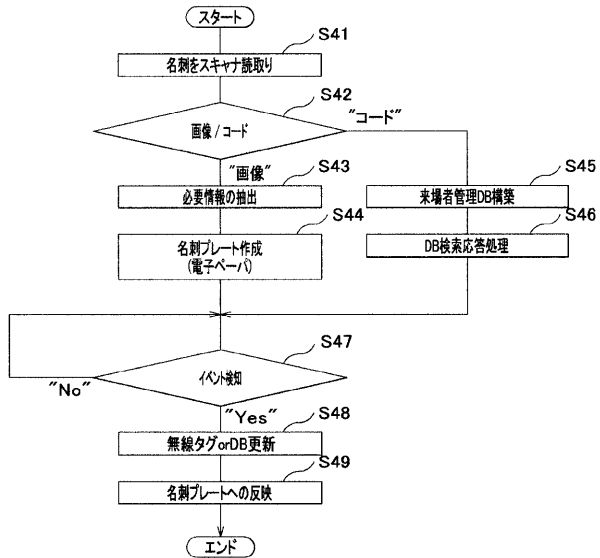 スタート
S41
名刺をスキャナ読取り
S42
画像 / コード
"コード"
"画像"
S43
必要情報の抽出
S44
名刺プレート作成
(電子ペーパ)
S45
来場者管理DB構築
S46
DB検索応答処理
S47
イベント検知
"No"
"Yes"
S48
無線タグorDB更新
S49
名刺プレートへの反映
エンド